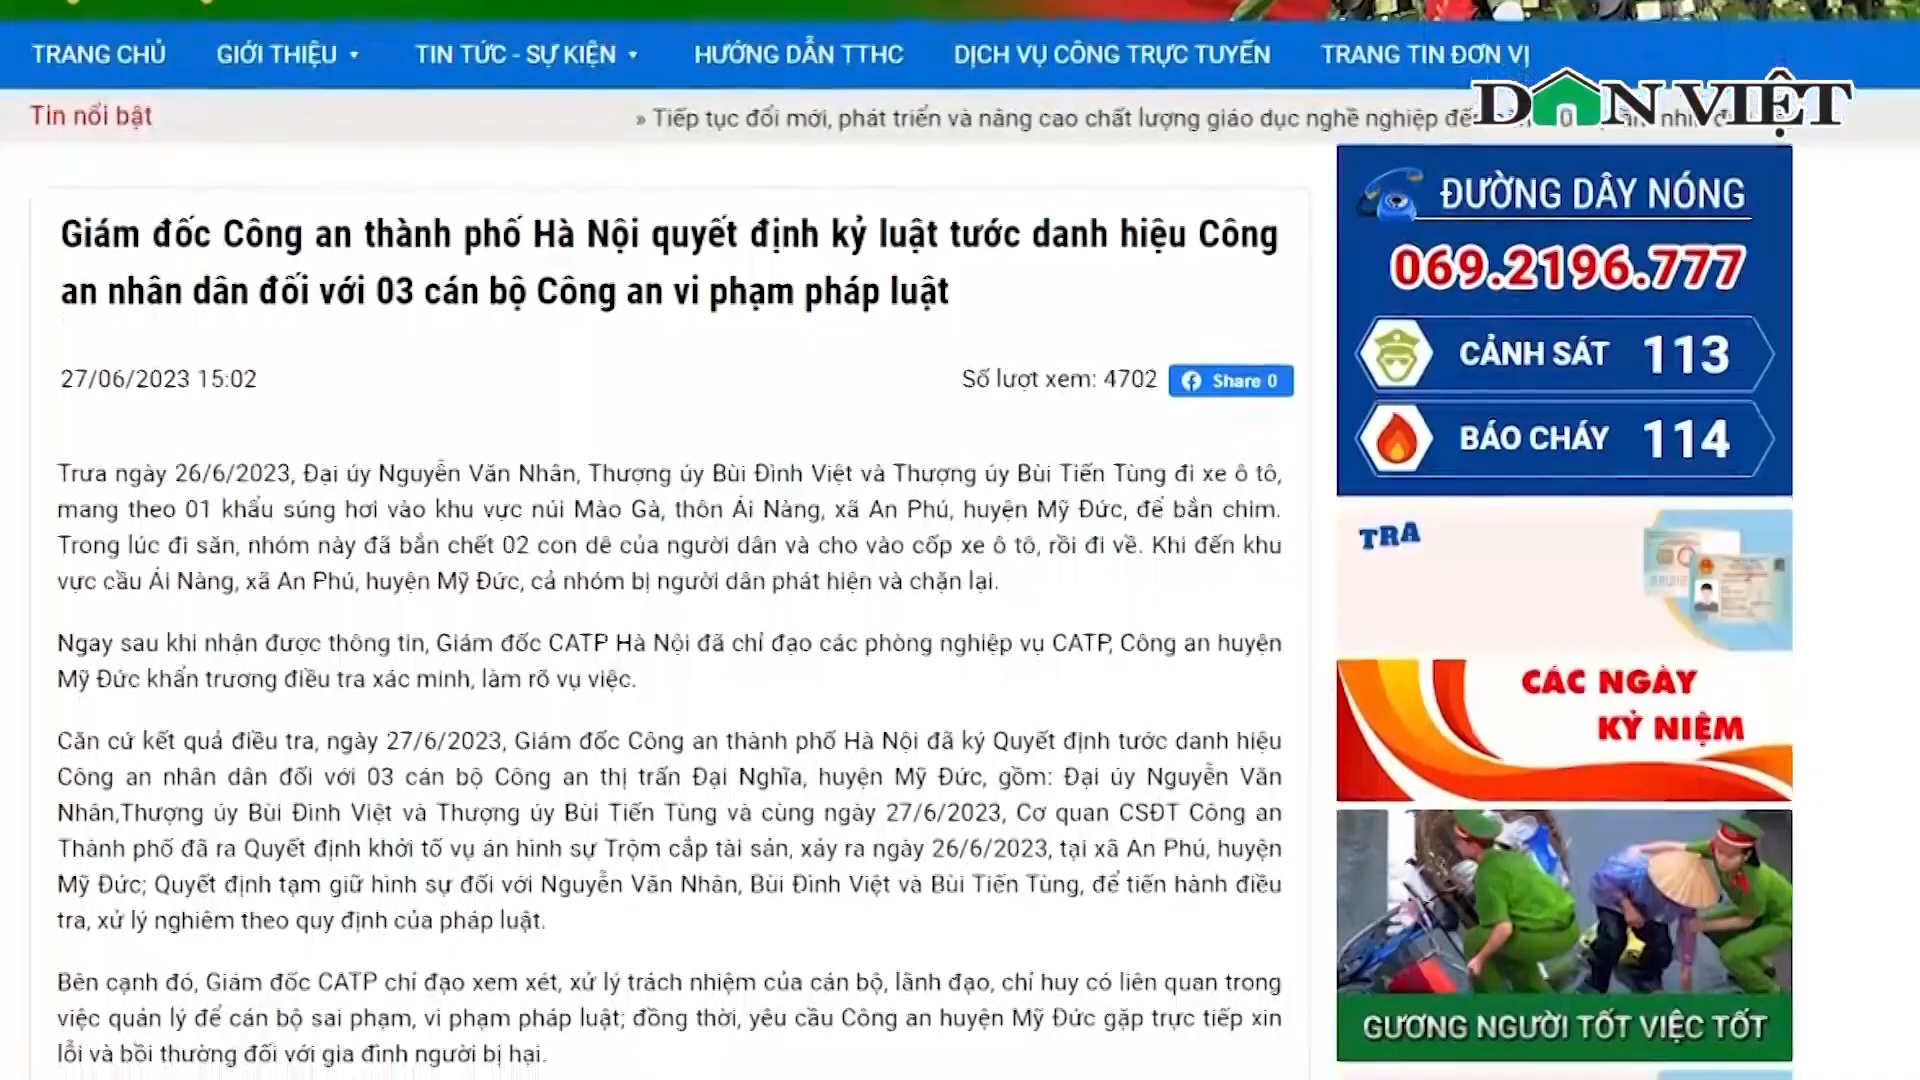 TRANG CHỦ GIỚI THIỆU TIN TỨC - SỰ KIỆN HƯỚNG DẪN TTHC DỊCH VỤ CÔNG TRỰC TUYẾN TRANG TIN ĐƠN VỊ
DÂN VIỆT
Tin nổi bật » Tiếp tục đổi mới, phát triển và nâng cao chất lượng giáo dục nghề nghiệp
Giám đốc Công an thành phố Hà Nội quyết định kỷ luật tước danh hiệu Công
an nhân dân đối với 03 cán bộ Công an vi phạm pháp luật
27/06/2023 15:02 Số lượt xem: 4702 Share 0
Trưa ngày 26/6/2023, Đại úy Nguyễn Văn Nhân, Thượng úy Bùi Đình Việt và Thượng úy Bùi Tiến Tùng đi xe ô tô,
mang theo 01 khẩu súng hơi vào khu vực núi Mào Gà, thôn Ái Nàng, xã An Phú, huyện Mỹ Đức, để bắn chim.
Trong lúc đi săn, nhóm này đã bắn chết 02 con dê của người dân và cho vào cốp xe ô tô, rồi đi về. Khi đến khu
vực cầu Ái Nàng, xã An Phú, huyện Mỹ Đức, cả nhóm bị người dân phát hiện và chặn lại.
Ngay sau khi nhận được thông tin, Giám đốc CATP Hà Nội đã chỉ đạo các phòng nghiệp vụ CATP, Công an huyện
Mỹ Đức khẩn trương điều tra xác minh, làm rõ vụ việc.
Căn cứ kết quả điều tra, ngày 27/6/2023, Giám đốc Công an thành phố Hà Nội đã ký Quyết định tước danh hiệu
Công an nhân dân đối với 03 cán bộ Công an thị trấn Đại Nghĩa, huyện Mỹ Đức, gồm: Đại úy Nguyễn Văn
Nhân,Thượng úy Bùi Đình Việt và Thượng úy Bùi Tiến Tùng và cùng ngày 27/6/2023, Cơ quan CSĐT Công an
Thành phố đã ra Quyết định khởi tố vụ án hình sự Trộm cắp tài sản, xảy ra ngày 26/6/2023, tại xã An Phú, huyện
Mỹ Đức; Quyết định tạm giữ hình sự đối với Nguyễn Văn Nhân, Bùi Đình Việt và Bùi Tiến Tùng, để tiến hành điều
tra, xử lý nghiêm theo quy định của pháp luật.
Bên cạnh đó, Giám đốc CATP chỉ đạo xem xét, xử lý trách nhiệm của cán bộ, lãnh đạo, chỉ huy có liên quan trong
việc quản lý để cán bộ sai phạm, vi phạm pháp luật; đồng thời, yêu cầu Công an huyện Mỹ Đức gặp trực tiếp xin
lỗi và bồi thường đối với gia đình người bị hại.
ĐƯỜNG DÂY NÓNG
069.2196.777
CẢNH SÁT 113
BÁO CHÁY 114
TRA
CÁC NGÀY
KỶ NIỆM
GƯƠNG NGƯỜI TỐT VIỆC TỐT